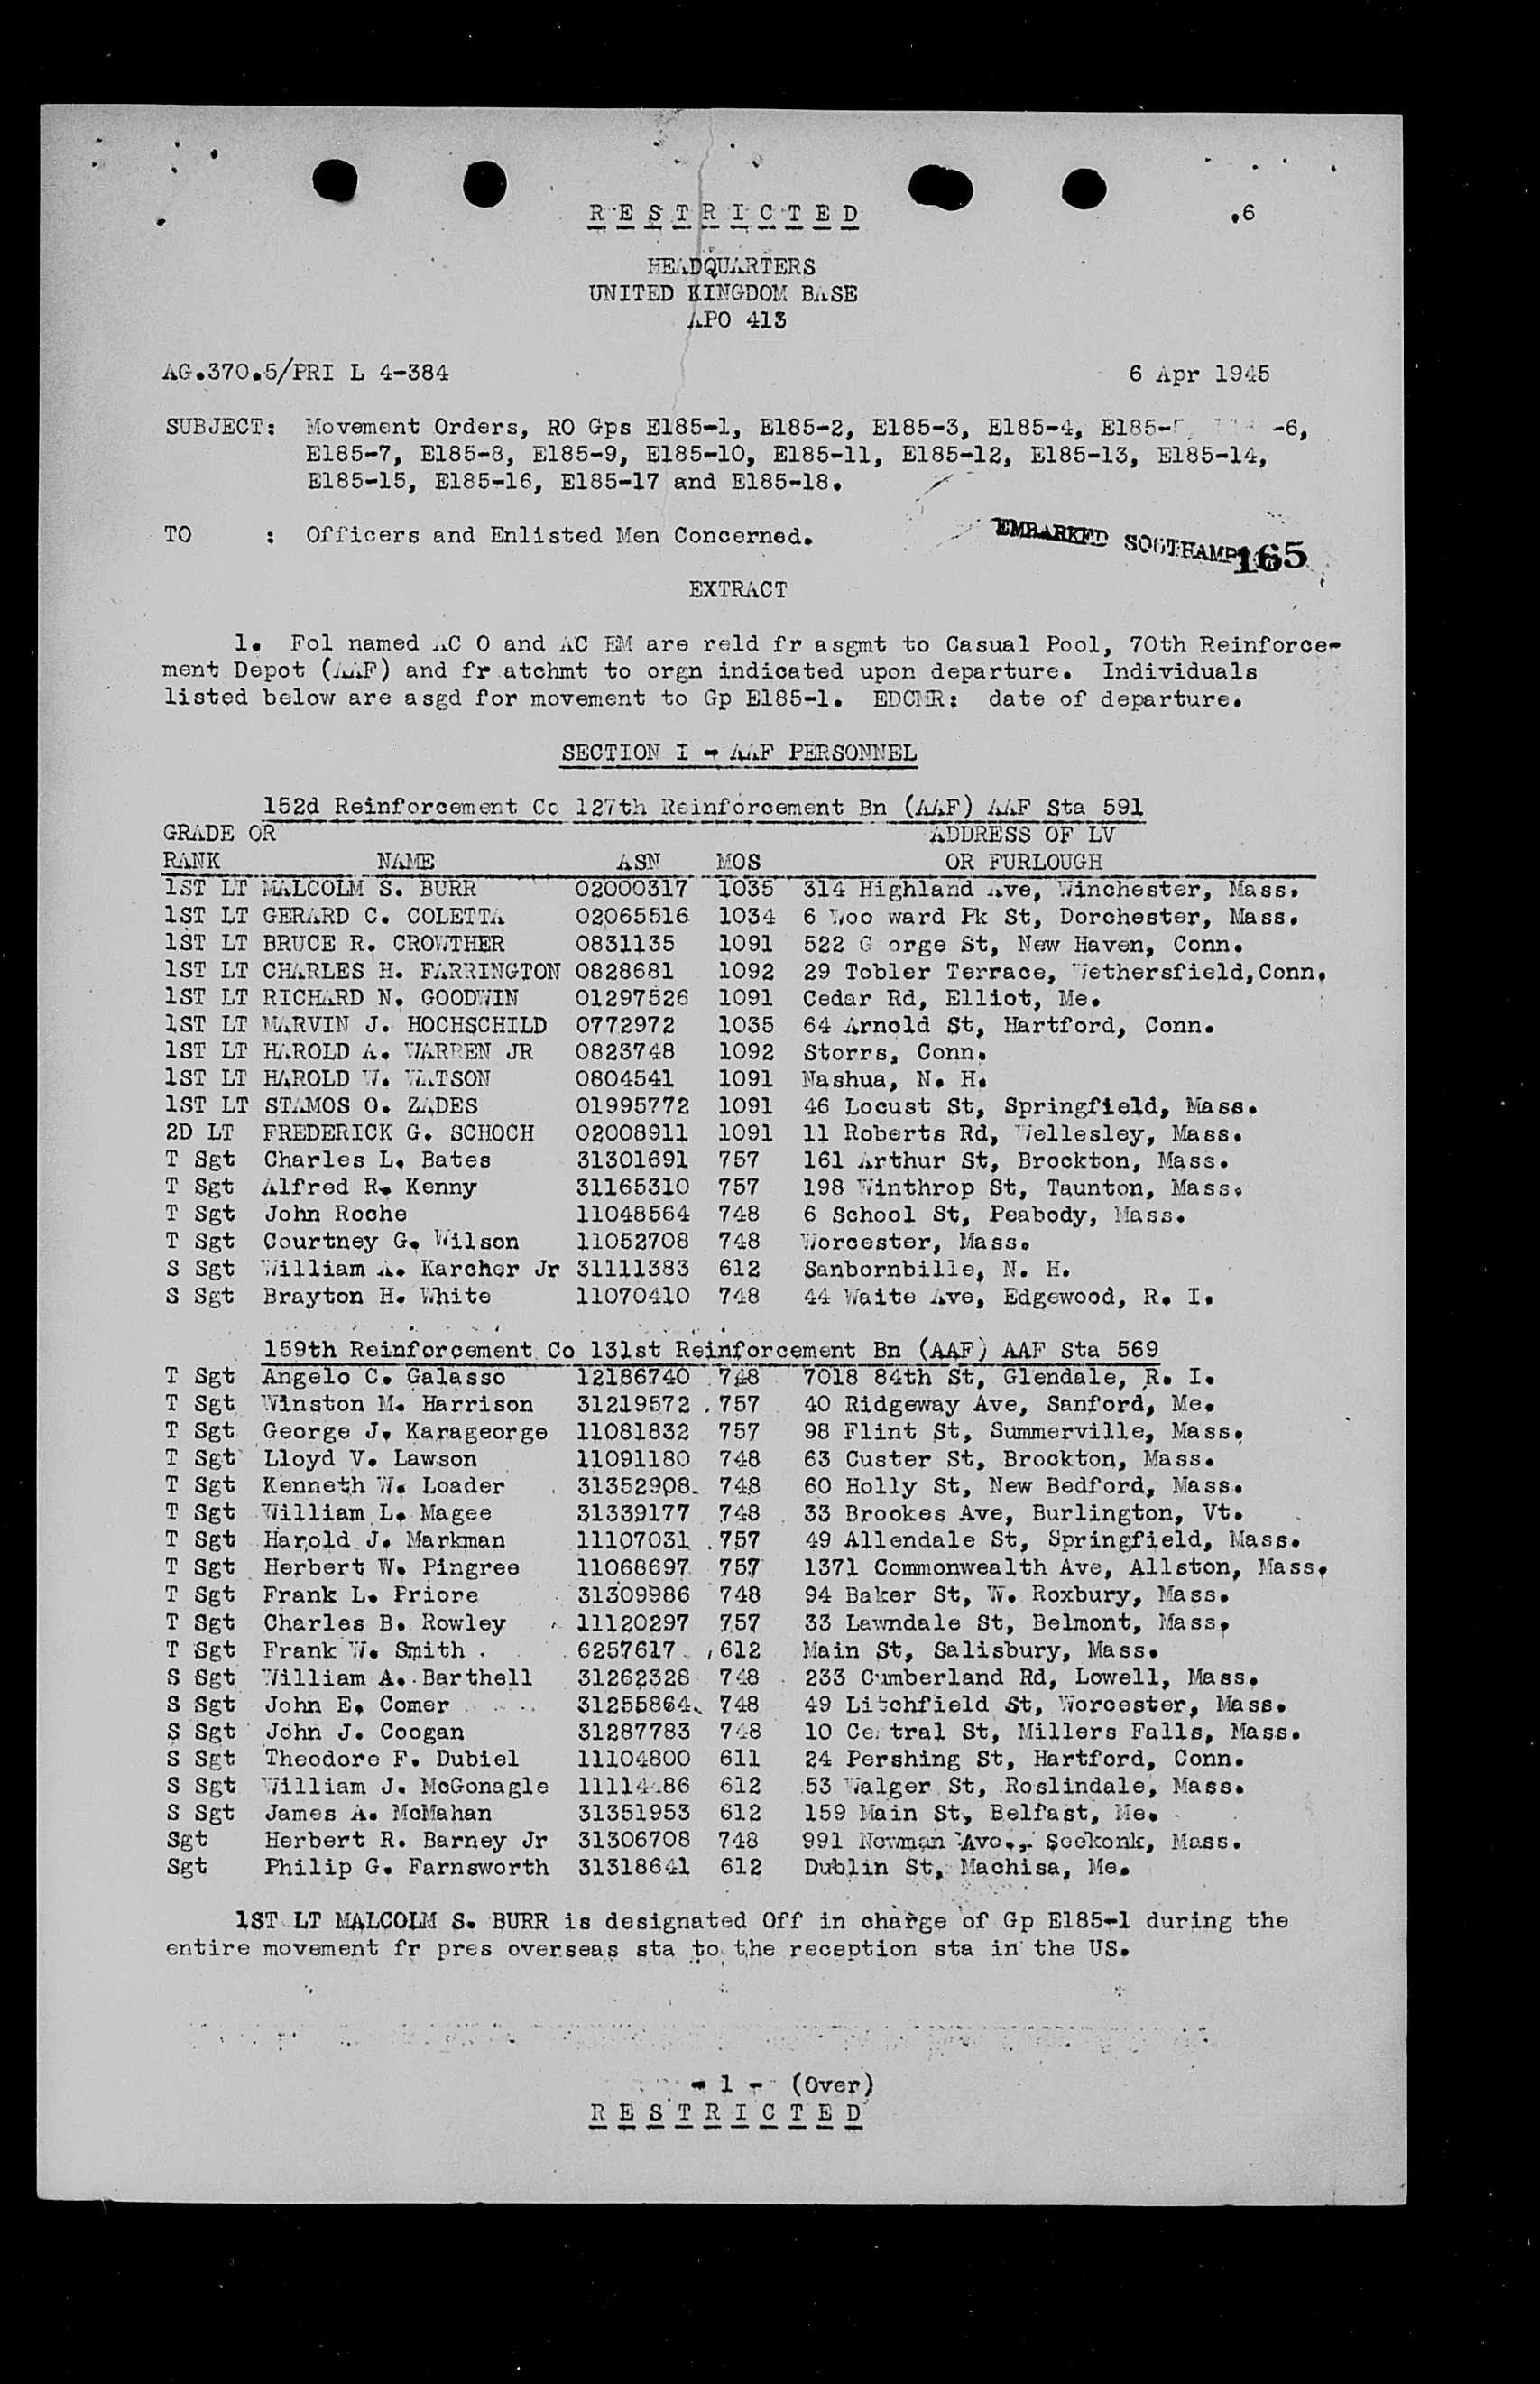 RESTRICTED
.6
HEADQUARTERS
UNITED KINGDOM BASE
APO 413
AG.370.5/PRI L 4-384 6 Apr 1945
SUBJECT: Movement Orders, RO Gps E185-1, E185-2, E185-3, E185-4, -6,
E185-7, E185-8, E185-9, E185-10, E185-11, E185-12, E185-13, E185-14,
E185-15, E185-16, E185-17 and E185-18.
TO : Officers and Enlisted Men Concerned.
EMBARKED 165
EXTRACT
1. Fol named AC O and AC EM are reld fr asgmt to Casual Pool, 70th Reinforce-
ment Depot (AAF) and fr atchmt to orgn indicated upon departure. Individuals
listed below are asgd for movement to Gp E185-1. EDCMR: date of departure.
SECTION I - AAF PERSONNEL
152d Reinforcement Co 127th Reinforcement Bn (AAF) AAF Sta 591
GRADE OR ADDRESS OF LV
RANK NAME ASN MOS OR FURLOUGH
1ST LT MALCOLM S. BURR 02000317 1035 314 Highland Ave, Winchester, Mass.
1ST LT GERARD C. COLETTA 02065516 1034 6 Woo ward Pk St, Dorchester, Mass.
1ST LT BRUCE R. CROWTHER 0831135 1091 522 G orge St, New Haven, Conn.
1ST LT CHARLES H. FARRINGTON 0828681 1092 29 Tobler Terrace, Wethersfield,Conn.
1ST LT RICHARD N. GOODWIN 01297526 1091 Cedar Rd, Elliot, Me.
1ST LT MARVIN J. HOCHSCHILD 0772972 1035 64 Arnold St, Hartford, Conn.
1ST LT HAROLD A. WARREN JR 0823748 1092 Storrs, Conn.
1ST LT HAROLD W. WATSON 0804541 1091 Nashua, N. H.
1ST LT STAMOS O. ZADES 01995772 1091 46 Locust St, Springfield, Mass.
2D LT FREDERICK G. SCHOCH 02008911 1091 11 Roberts Rd, Wellesley, Mass.
T Sgt Charles L. Bates 31301691 757 161 Arthur St, Brockton, Mass.
T Sgt Alfred R. Kenny 31165310 757 198 Winthrop St, Taunton, Mass.
T Sgt John Roche 11048564 748 6 School St, Peabody, Mass.
T Sgt Courtney G. Wilson 11052708 748 Worcester, Mass.
S Sgt William A. Karcher Jr 31111383 612 Sanbornbille, N. H.
S Sgt Brayton H. White 11070410 748 44 Waite Ave, Edgewood, R. I.
159th Reinforcement Co 131st Reinforcement Bn (AAF) AAF Sta 569
T Sgt Angelo C. Galasso 12186740 748 7018 84th St, Glendale, R. I.
T Sgt Winston M. Harrison 31219572 757 40 Ridgeway Ave, Sanford, Me.
T Sgt George J. Karageorge 11081832 757 98 Flint St, Summerville, Mass.
T Sgt Lloyd V. Lawson 11091180 748 63 Custer St, Brockton, Mass.
T Sgt Kenneth W. Loader 31352908 748 60 Holly St, New Bedford, Mass.
T Sgt William L. Magee 31339177 748 33 Brookes Ave, Burlington, Vt.
T Sgt Harold J. Markman 11107031 757 49 Allendale St, Springfield, Mass.
T Sgt Herbert W. Pingree 11068697 757 1371 Commonwealth Ave, Allston, Mass.
T Sgt Frank L. Priore 31309986 748 94 Baker St, W. Roxbury, Mass.
T Sgt Charles B. Rowley 11120297 757 33 Lawndale St, Belmont, Mass.
T Sgt Frank W. Smith 6257617 612 Main St, Salisbury, Mass.
S Sgt William A. Barthell 31262328 748 233 Cumberland Rd, Lowell, Mass.
S Sgt John E. Comer 31255864 748 49 Litchfield St, Worcester, Mass.
S Sgt John J. Coogan 31287783 748 10 Ce tral St, Millers Falls, Mass.
S Sgt Theodore F. Dubiel 11104800 611 24 Pershing St, Hartford, Conn.
S Sgt William J. McGonagle 612 53 Walger St, Roslindale, Mass.
S Sgt James A. McMahan 31351953 612 159 Main St, Belfast, Me.
Sgt Herbert R. Barney Jr 31306708 748 991 Newman Ave., Seekonk, Mass.
Sgt Philip G. Farnsworth 31318641 612 Dublin St, Machisa, Me.
1ST LT MALCOLM S. BURR is designated Off in charge of Gp E185-1 during the
entire movement fr pres overseas sta to the reception sta in the US.
- 1 - (Over)
RESTRICTED